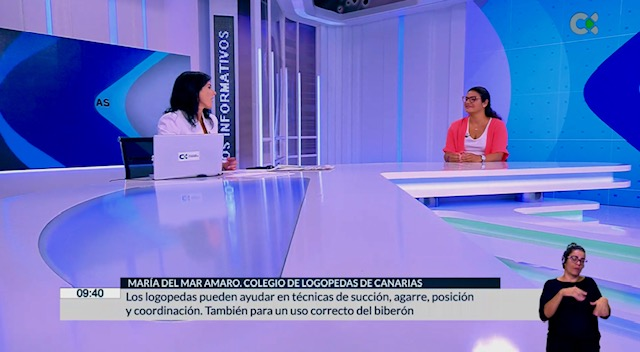 AS
OS INFORMATIVOS
MARÍA DEL MAR AMARO. COLEGIO DE LOGOPEDAS DE CANARIAS
09:40
Los logopedas pueden ayudar en técnicas de succión, agarre, posición
y coordinación. También para un uso correcto del biberón